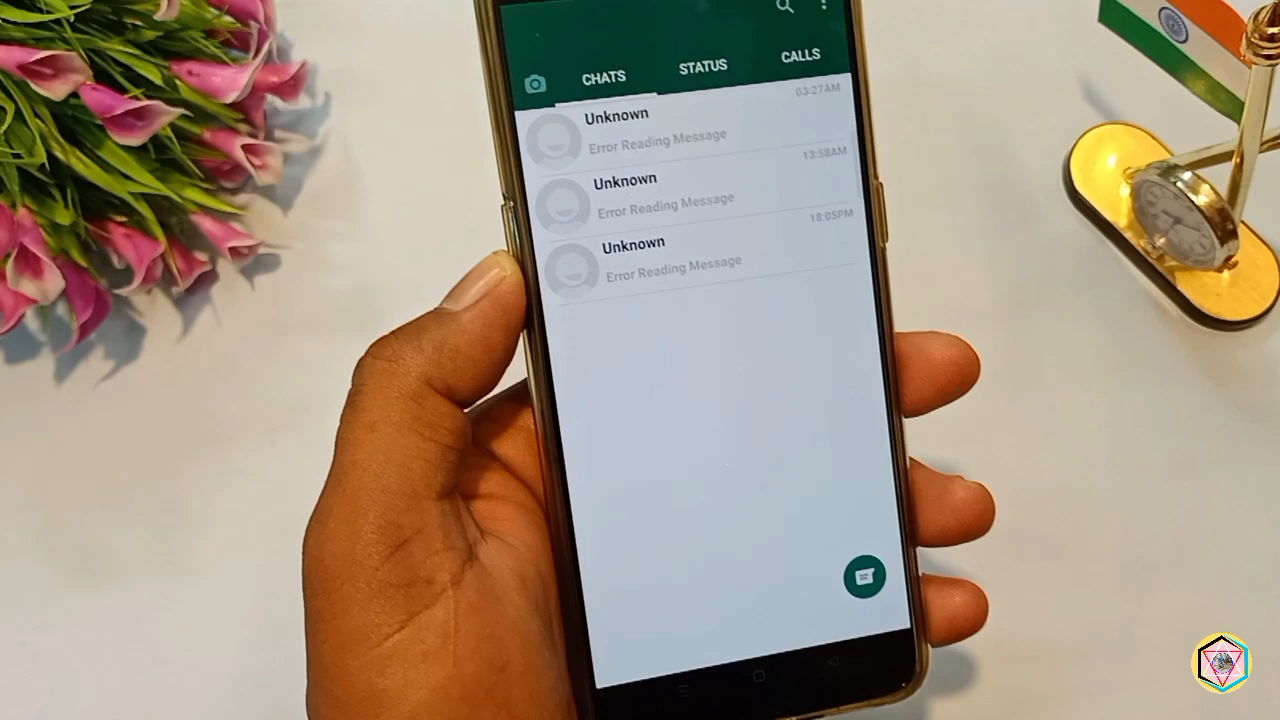 CHATS STATUS CALLS
Unknown 03:27AM
Error Reading Message
Unknown 13:58AM
Error Reading Message
Unknown 18:05PM
Error Reading Message